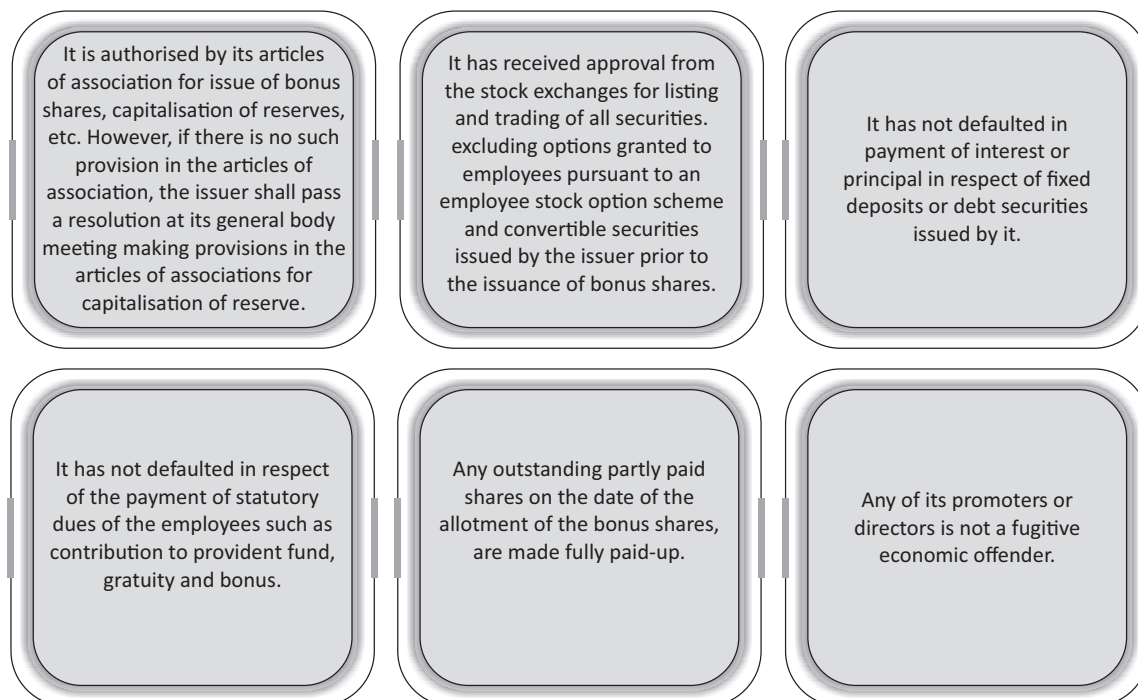 It is authorised by its articles
of association for issue of bonus
shares, capitalisation of reserves,
etc. However, if there is no such
provision in the articles of
association, the issuer shall pass
a resolution at its general body
meeting making provisions in the
articles of associations for
capitalisation of reserve.
It has received approval from
the stock exchanges for listing
and trading of all securities.
excluding options granted to
employees pursuant to an
employee stock option scheme
and convertible securities
issued by the issuer prior to
the issuance of bonus shares.
It has not defaulted in
payment of interest or
principal in respect of fixed
deposits or debt securities
issued by it.
It has not defaulted in respect
of the payment of statutory
dues of the employees such as
contribution to provident fund,
gratuity and bonus.
Any outstanding partly paid
shares on the date of the
allotment of the bonus shares,
are made fully paid-up.
Any of its promoters or
directors is not a fugitive
economic offender.